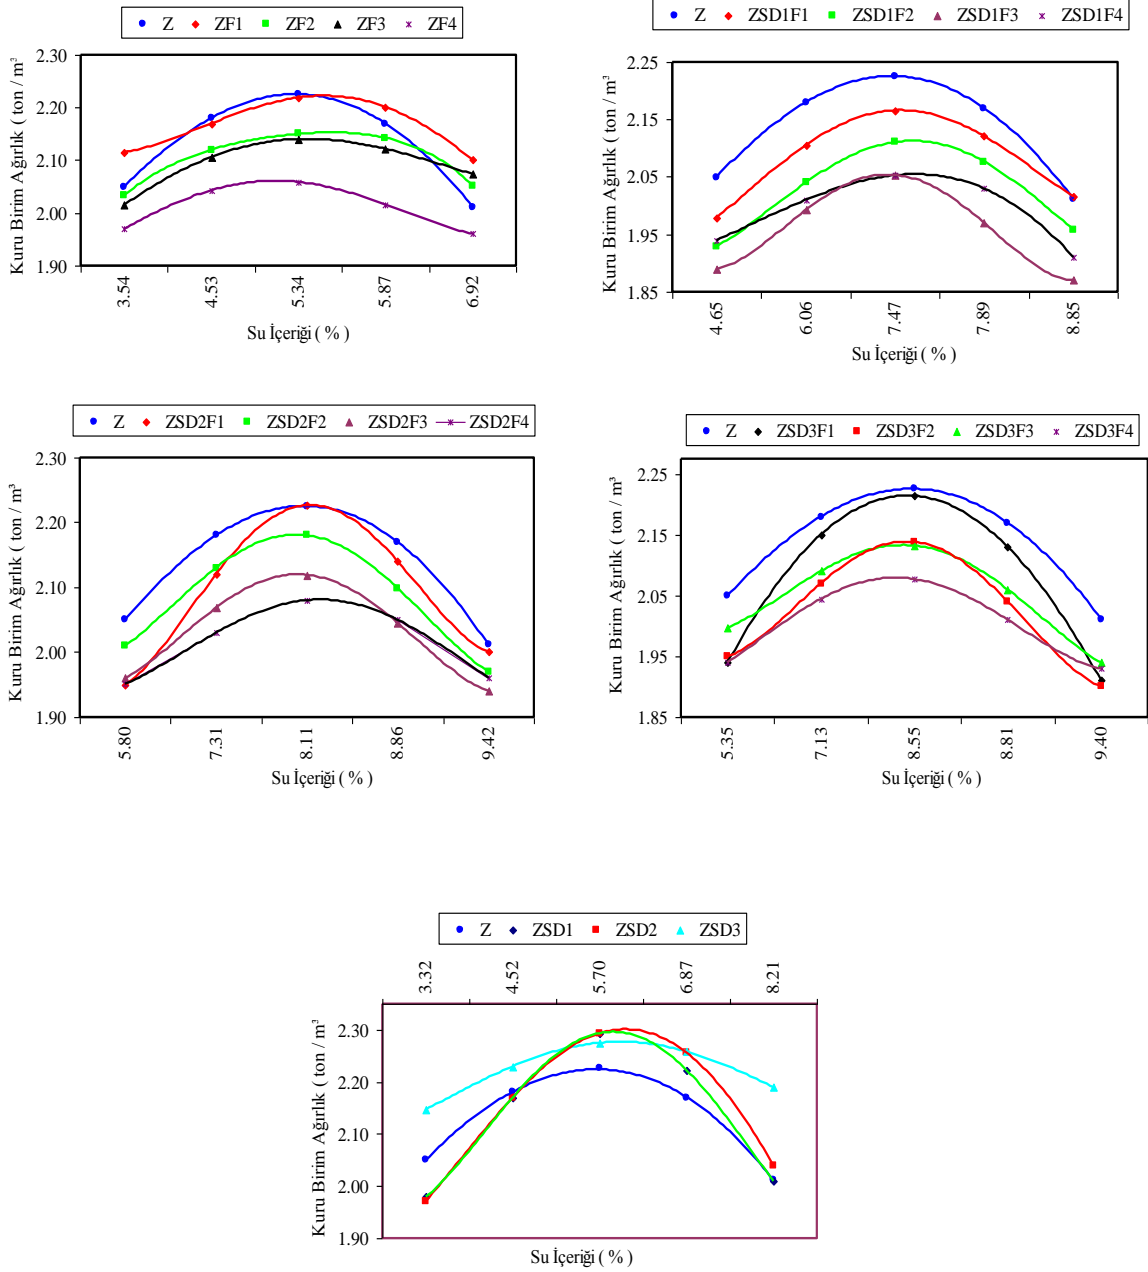 Z ZF1 ZF2 ZF3 ZF4
Kuru Birim Ağırlık ( ton / m³
2.30
2.20
2.10
2.00
1.90
3.54 4.53 5.34 5.87 6.92
Su İçeriği ( % )
Z ZSD1F1 ZSD1F2 ZSD1F3 ZSD1F4
Kuru Birim Ağırlık ( ton / m³
2.25
2.15
2.05
1.95
1.85
4.65 6.06 7.47 7.89 8.85
Su İçeriği ( % )
Z ZSD2F1 ZSD2F2 ZSD2F3 ZSD2F4
Kuru Birim Ağırlık ( ton / m³
2.30
2.20
2.10
2.00
1.90
5.80 7.31 8.11 8.86 9.42
Su İçeriği ( % )
Z ZSD3F1 ZSD3F2 ZSD3F3 ZSD3F4
Kuru Birim Ağırlık ( ton / m³
2.25
2.15
2.05
1.95
1.85
5.35 7.13 8.55 8.81 9.40
Su İçeriği ( % )
Z ZSD1 ZSD2 ZSD3
3.32 4.52 5.70 6.87 8.21
Kuru Birim Ağırlık ( ton / m³
2.30
2.20
2.10
2.00
1.90
Su İçeriği ( % )